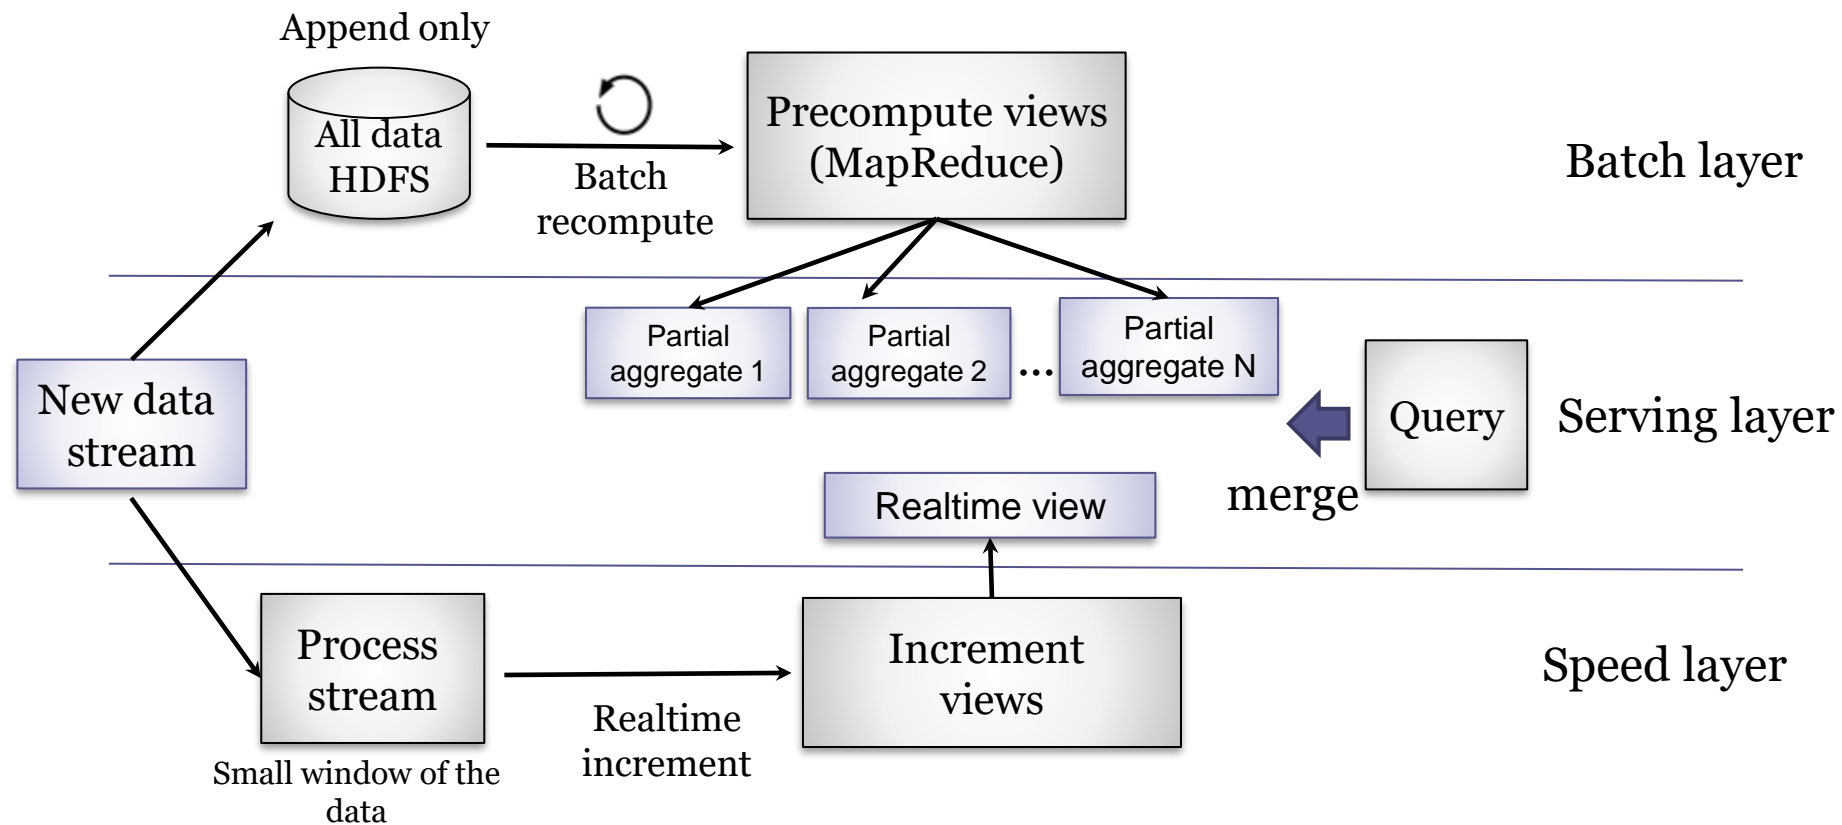 Append only
All data
HDFS
Batch
recompute
Precompute views
(MapReduce)
Batch layer
Partial
aggregate 1
Partial
aggregate 2
...
Partial
aggregate N
New data
stream
Query
Serving layer
merge
Realtime view
Process
stream
Small window of the
data
Realtime
increment
Increment
views
Speed layer